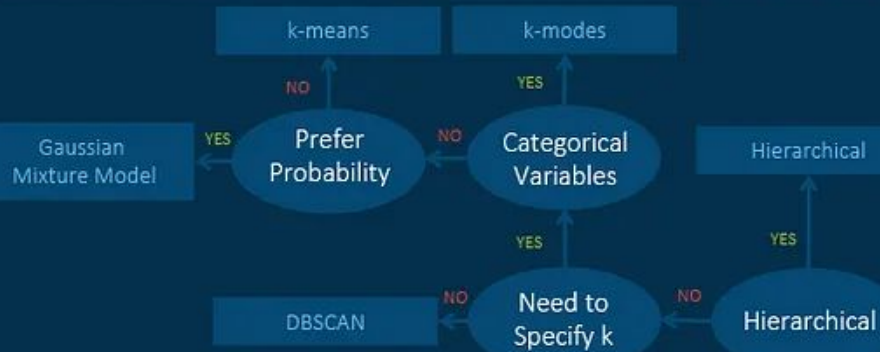 k-means
k-modes
NO
YES
Gaussian
Mixture Model
YES
Prefer
Probability
NO
Categorical
Variables
Hierarchical
YES
YES
DBSCAN
NO
Need to
Specify k
NO
Hierarchical